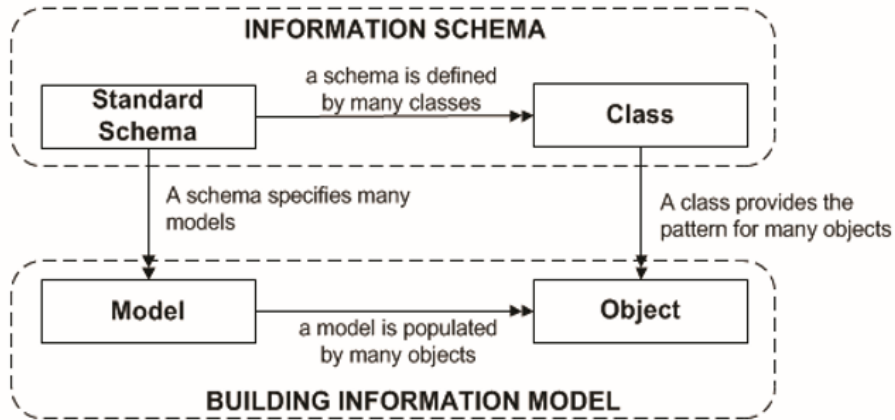 INFORMATION SCHEMA
Standard
Schema
a schema is defined
by many classes
Class
A schema specifies many
models
A class provides the
pattern for many objects
Model
a model is populated
by many objects
Object
BUILDING INFORMATION MODEL